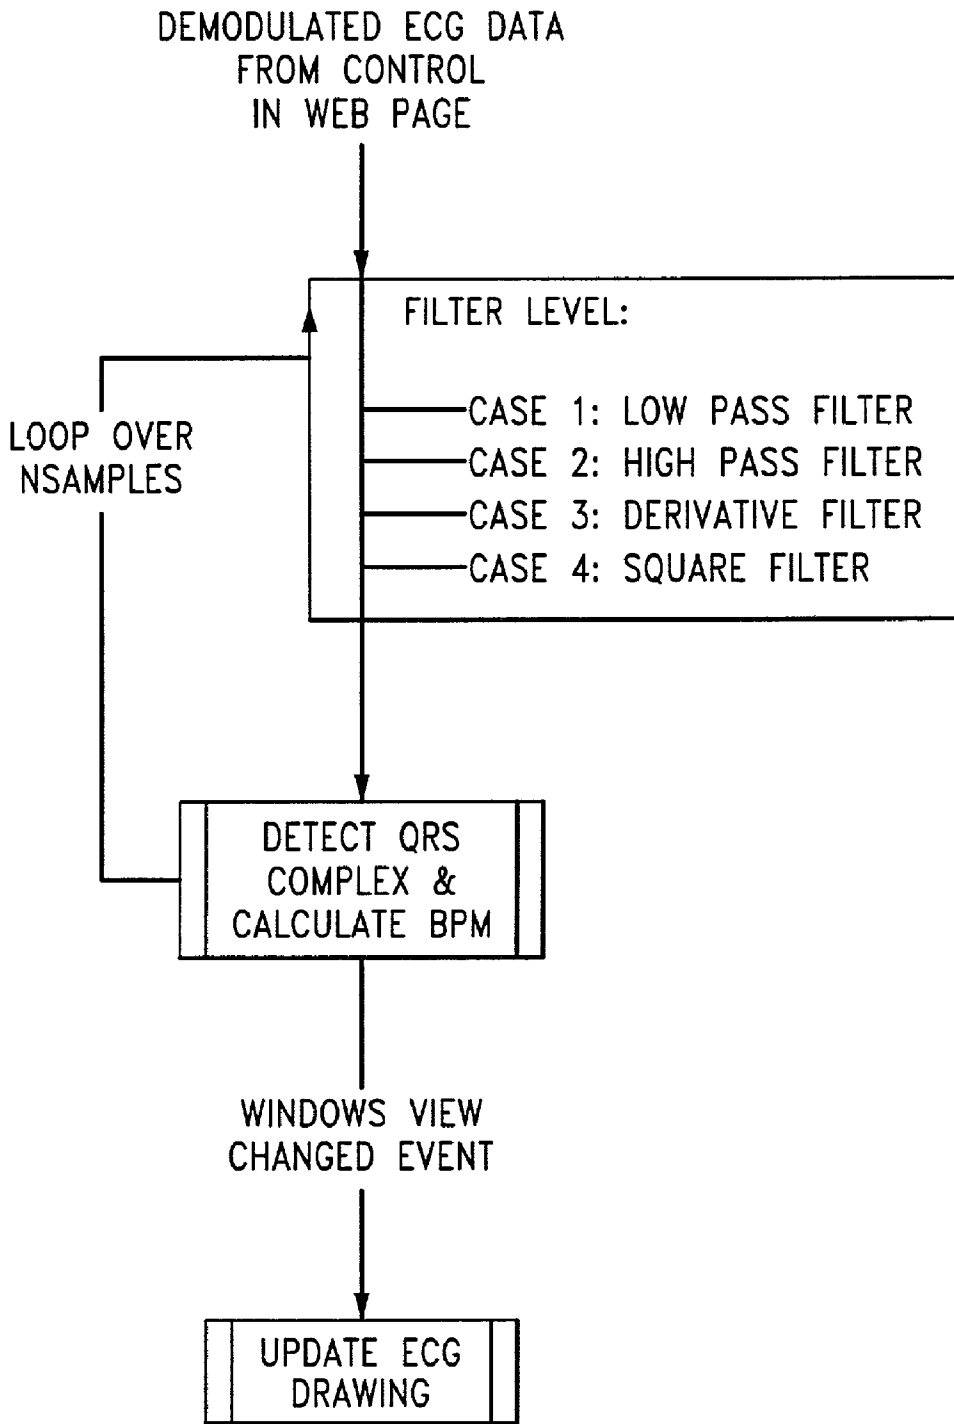 DEMODULATED ECG DATA
FROM CONTROL
IN WEB PAGE
FILTER LEVEL:
CASE 1: LOW PASS FILTER
CASE 2: HIGH PASS FILTER
CASE 3: DERIVATIVE FILTER
CASE 4: SQUARE FILTER
LOOP OVER
NSAMPLES
DETECT QRS
COMPLEX &
CALCULATE BPM
WINDOWS VIEW
CHANGED EVENT
UPDATE ECG
DRAWING